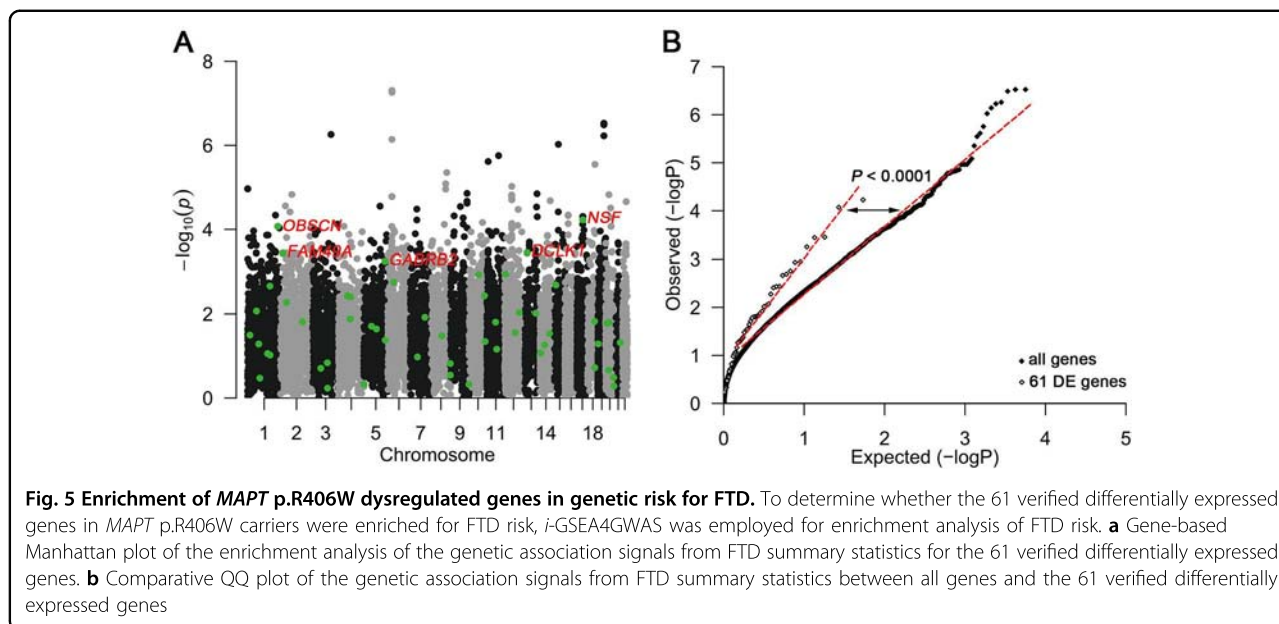 A
8
6
4
2
0
−log10(p)
OBSCN
FAM49A
GABRB2
DCLK1
NSF
1 2 3 5 7 9 11 14 18
Chromosome
B
7
6
5
4
3
2
1
0
Observed (−logP)
P < 0.0001
all genes
61 DE genes
0 1 2 3 4 5
Expected (−logP)
Fig. 5 Enrichment of MAPT p.R406W dysregulated genes in genetic risk for FTD. To determine whether the 61 verified differentially expressed
genes in MAPT p.R406W carriers were enriched for FTD risk, i-GSEA4GWAS was employed for enrichment analysis of FTD risk. a Gene-based
Manhattan plot of the enrichment analysis of the genetic association signals from FTD summary statistics for the 61 verified differentially expressed
genes. b Comparative QQ plot of the genetic association signals from FTD summary statistics between all genes and the 61 verified differentially
expressed genes